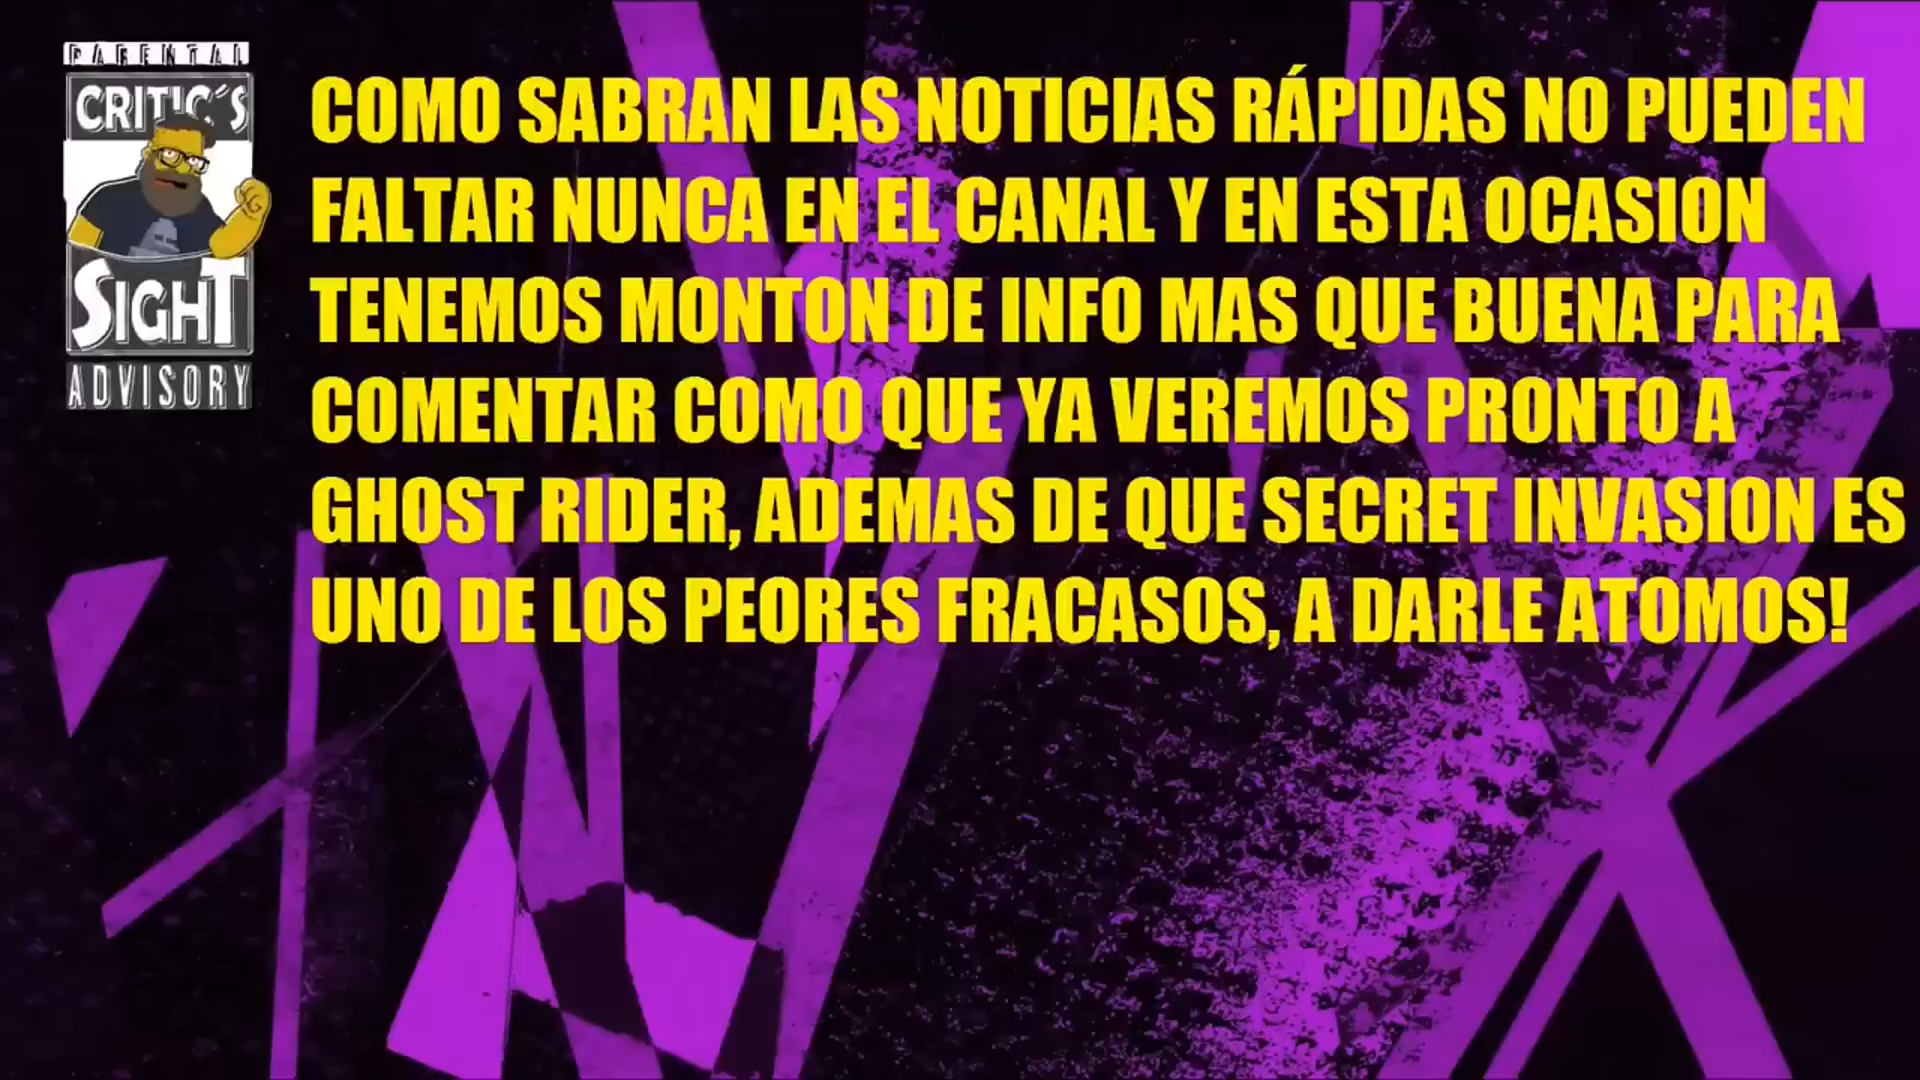 PARENTAL
CRITIC´S
SIGHT
ADVISORY
COMO SABRAN LAS NOTICIAS RÁPIDAS NO PUEDEN
FALTAR NUNCA EN EL CANAL Y EN ESTA OCASION
TENEMOS MONTON DE INFO MAS QUE BUENA PARA
COMENTAR COMO QUE YA VEREMOS PRONTO A
GHOST RIDER, ADEMAS DE QUE SECRET INVASION ES
UNO DE LOS PEORES FRACASOS, A DARLE ATOMOS!